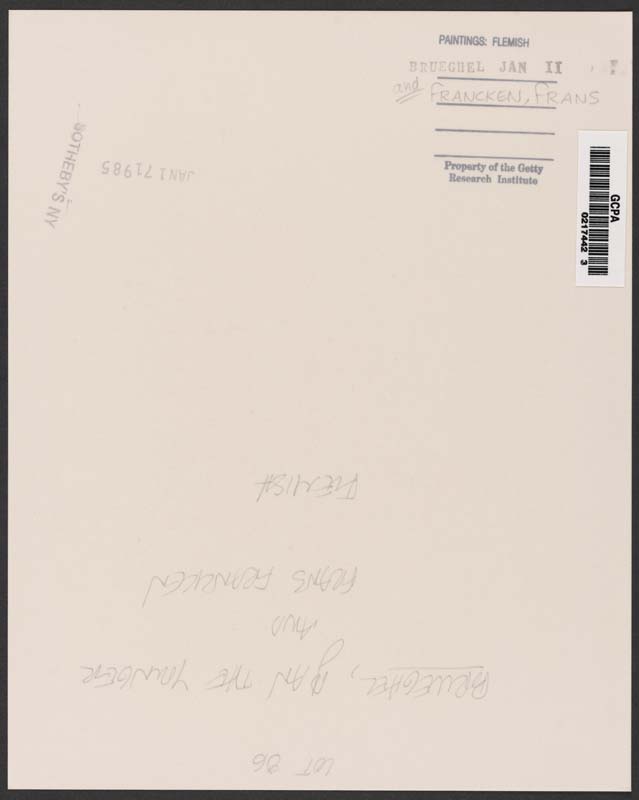 PAINTINGS: FLEMISH
BRUEGHEL JAN II
and FRANCKEN, FRANS
Property of the Getty
Research Institute
GCPA
0217442 3
SOTHEBY'S NY
JAN 17 1985
LOT 36
BRUEGHEL, JAN THE YOUNGER
AND
FRANS FRANCKEN
FLEMISH